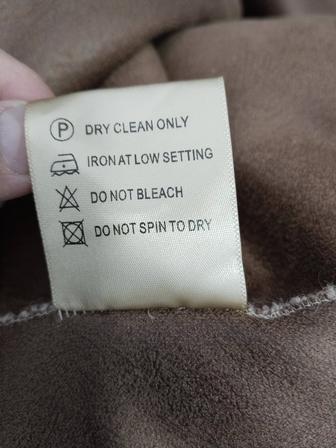 P DRY CLEAN ONLY
IRON AT LOW SETTING
DO NOT BLEACH
DO NOT SPIN TO DRY